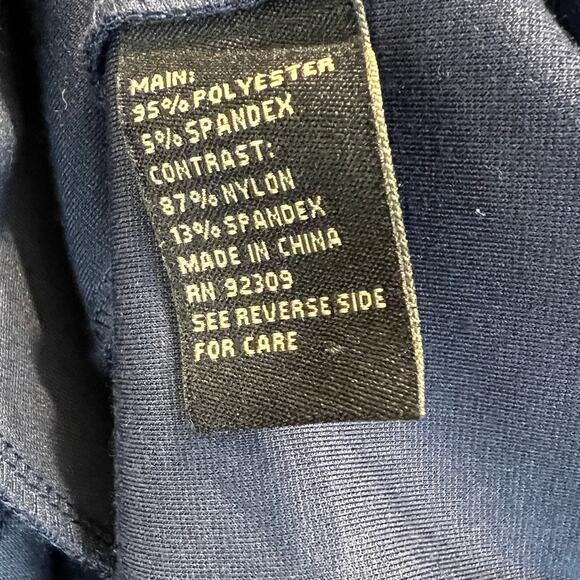 MAIN:
95% POLYESTER
5% SPANDEX
CONTRAST:
87% NYLON
13% SPANDEX
MADE IN CHINA
RN 92309
SEE REVERSE SIDE
FOR CARE